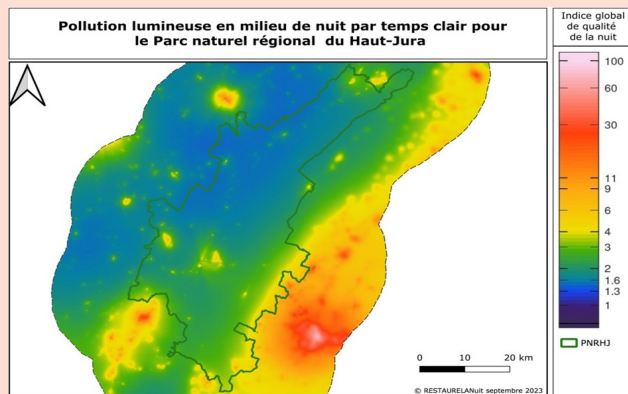 Pollution lumineuse en milieu de nuit par temps clair pour
le Parc naturel régional du Haut-Jura
Indice global
de qualité
de la nuit
100
60
30
11
9
6
4
3
2
1.6
1.3
1
PNRHJ
0 10 20 km
© RESTAURELANuit septembre 2023